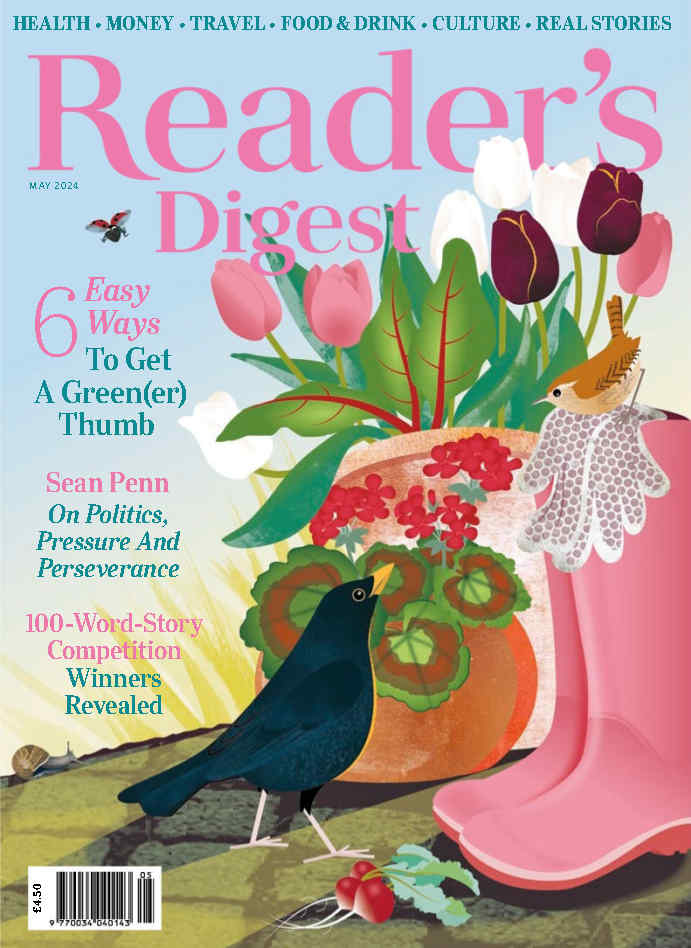 HEALTH • MONEY • TRAVEL • FOOD & DRINK • CULTURE • REAL STORIES
Reader's
MAY 2024
Digest
6 Easy
Ways
To Get
A Green(er)
Thumb
Sean Penn
On Politics,
Pressure And
Perseverance
100-Word-Story
Competition
Winners
Revealed
£4.50
05
9 770034 040143